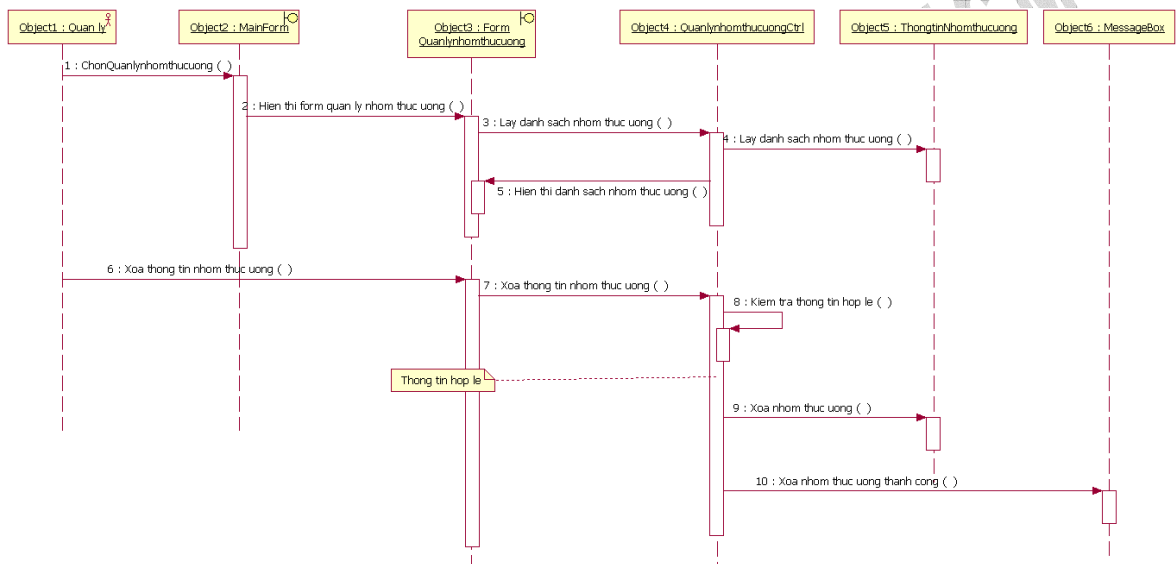 Object1 : Quan ly
Object2 : MainForm
Object3 : Form
Quanlynhomthucuong
Object4 : QuanlynhomthucuongCtrl
Object5 : ThongtinNhomthucuong
Object6 : MessageBox
1 : ChonQuanlynhomthucuong ( )
2 : Hien thi form quan ly nhom thuc uong ( )
3 : Lay danh sach nhom thuc uong ( )
4 : Lay danh sach nhom thuc uong ( )
5 : Hien thi danh sach nhom thuc uong ( )
6 : Xoa thong tin nhom thuc uong ( )
7 : Xoa thong tin nhom thuc uong ( )
8 : Kiem tra thong tin hop le ( )
Thong tin hop le
9 : Xoa nhom thuc uong ( )
10 : Xoa nhom thuc uong thanh cong ( )